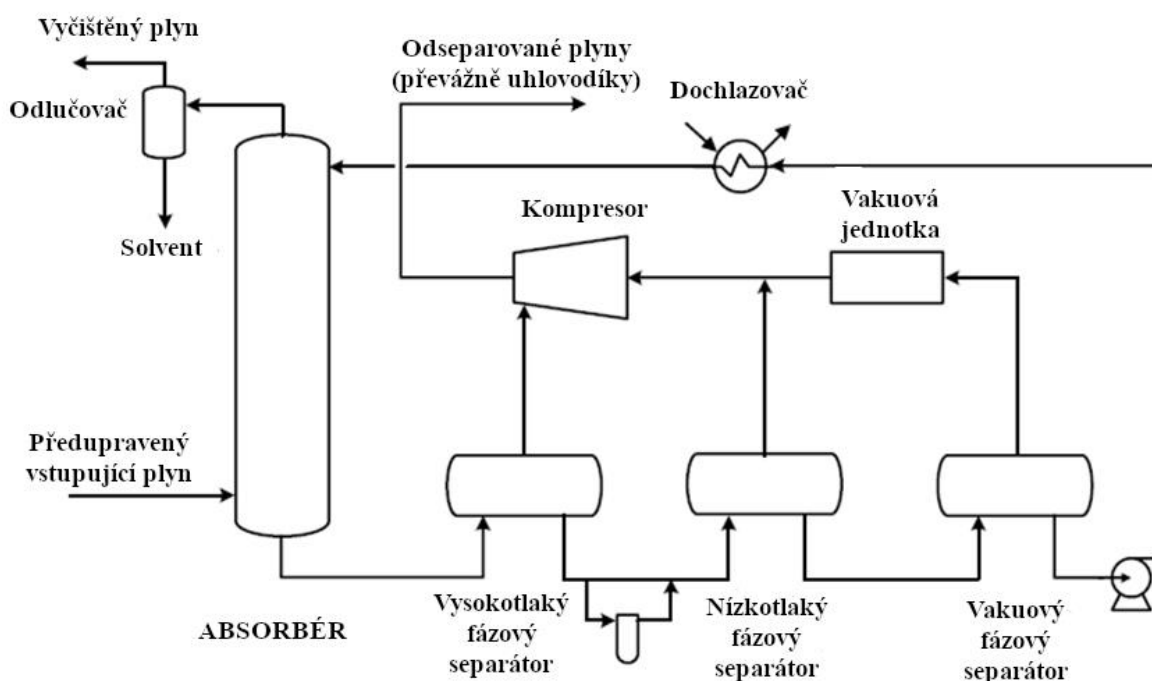 Vyčištěný plyn
Odlučovač
Solvent
Odseparované plyny
(převážně uhlovodíky)
Dochlazovač
Kompresor
Vakuová
jednotka
Předupravený
vstupující plyn
ABSORBÉR
Vysokotlaký
fázový
separátor
Nízkotlaký
fázový
separátor
Vakuový
fázový
separátor